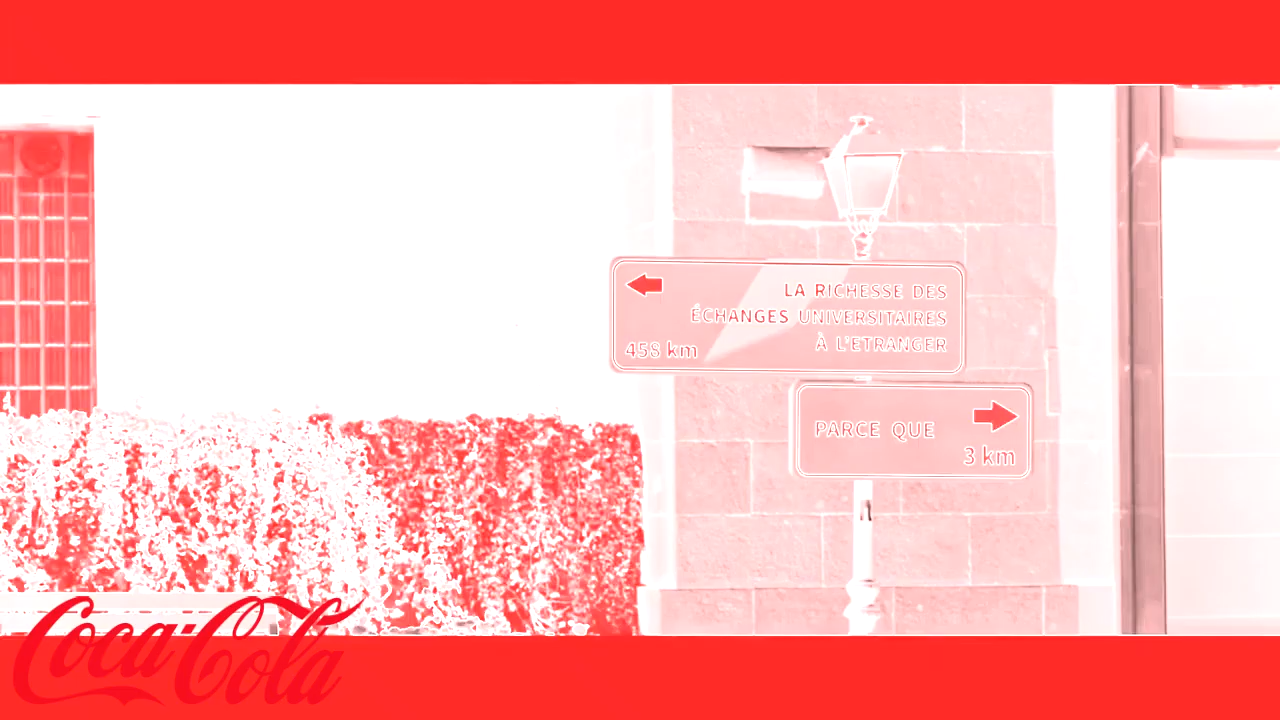 LA RICHESSE DES
ÉCHANGES UNIVERSITAIRES
À L'ETRANGER
458 km
PARCE QUE
3 km
Coca-Cola